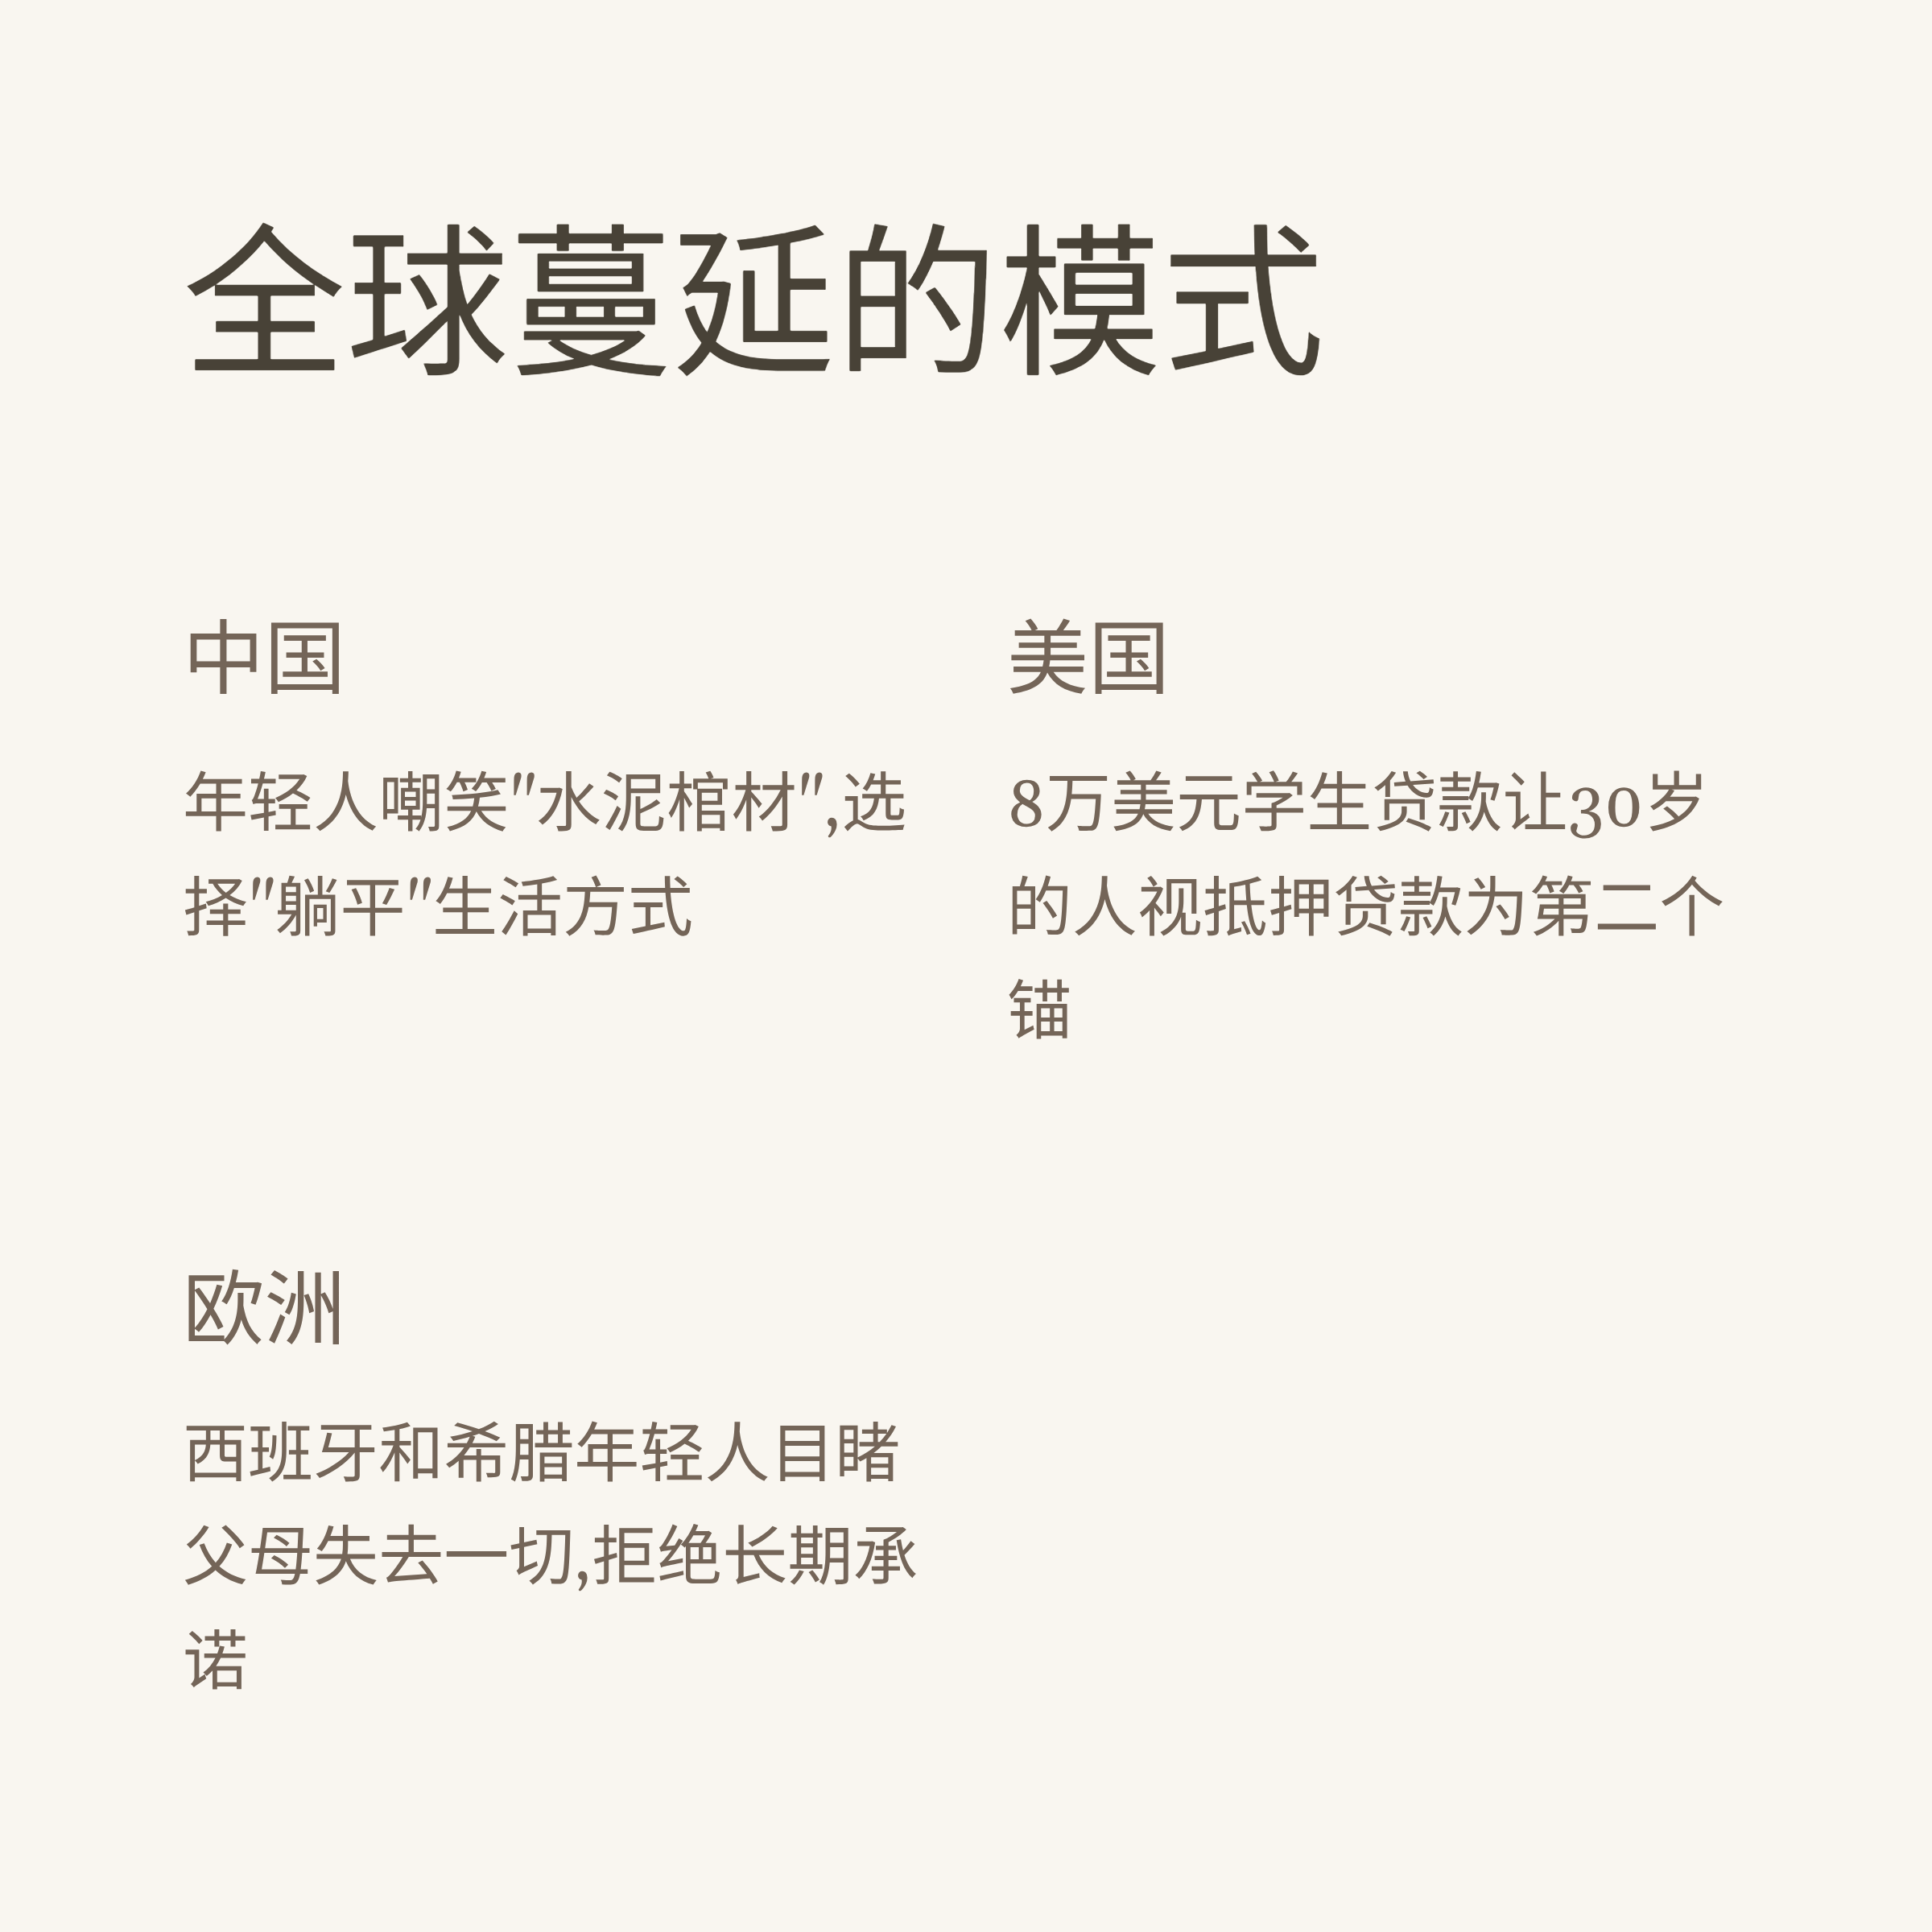 全球蔓延的模式
中国
年轻人嘲笑"水泥棺材",选
择"躺平"生活方式
美国
8万美元学生贷款让30岁
的人视抵押贷款为第二个
锚
欧洲
西班牙和希腊年轻人目睹
父母失去一切,拒绝长期承
诺